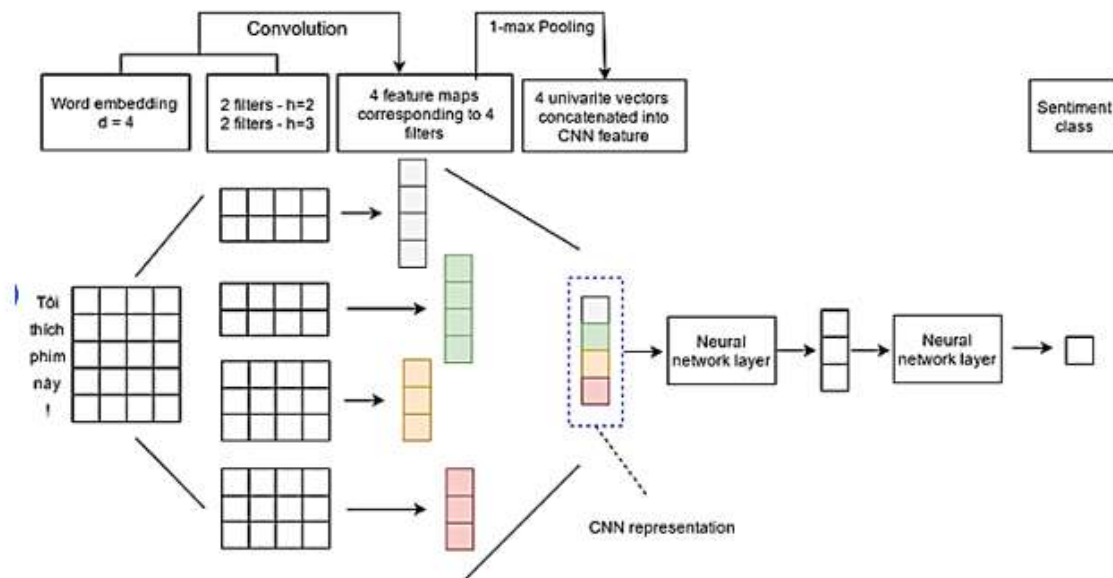 Convolution
1-max Pooling
Word embedding
d = 4
2 filters - h=2
2 filters - h=3
4 feature maps
corresponding to 4
filters
4 univarite vectors
concatenated into
CNN feature
Sentiment
class
Tôi
thích
phim
này
!
Neural
network layer
Neural
network layer
CNN representation